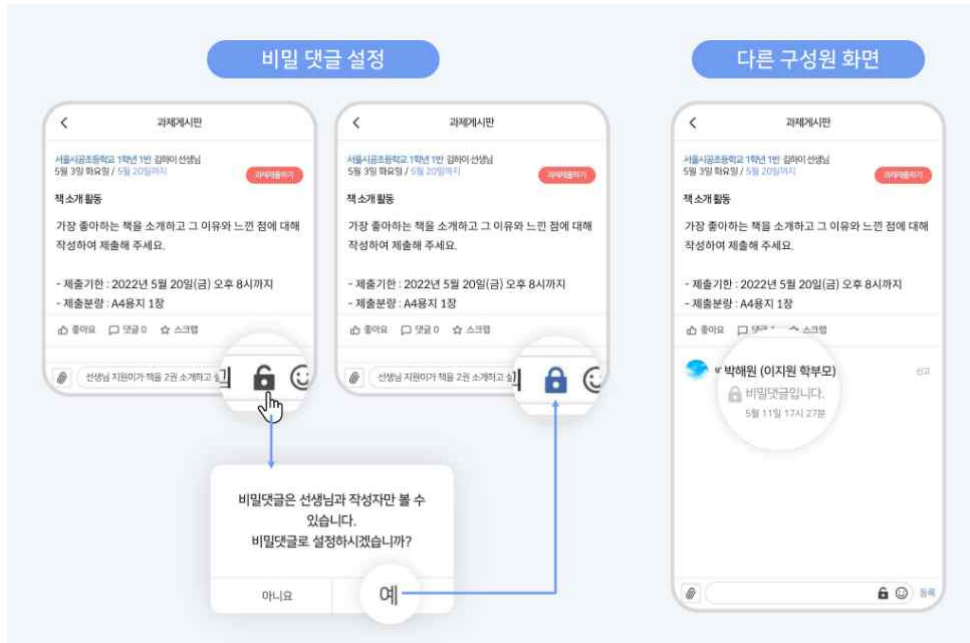 비밀 댓글 설정
과제게시판
서울시공초등학교 1학년 1반 김하이 선생님
5월 3일 화요일 / 5월 20일까지
과제제출하기
책 소개 활동
가장 좋아하는 책을 소개하고 그 이유와 느낀 점에 대해
작성하여 제출해 주세요.
- 제출기한 : 2022년 5월 20일(금) 오후 8시까지
- 제출분량 : A4용지 1장
좋아요 댓글 0 스크랩
선생님 지원이가 책을 2권 소개하고
과제게시판
서울시공초등학교 1학년 1반 김하이 선생님
5월 3일 화요일 / 5월 20일까지
과제제출하기
책 소개 활동
가장 좋아하는 책을 소개하고 그 이유와 느낀 점에 대해
작성하여 제출해 주세요.
- 제출기한 : 2022년 5월 20일(금) 오후 8시까지
- 제출분량 : A4용지 1장
좋아요 댓글 0 스크랩
선생님 지원이가 책을 2권 소개하고
비밀댓글은 선생님과 작성자만 볼 수
있습니다.
비밀댓글로 설정하시겠습니까?
아니요 예
다른 구성원 화면
과제게시판
서울시공초등학교 1학년 1반 김하이 선생님
5월 3일 화요일 / 5월 20일까지
과제제출하기
책 소개 활동
가장 좋아하는 책을 소개하고 그 이유와 느낀 점에 대해
작성하여 제출해 주세요.
- 제출기한 : 2022년 5월 20일(금) 오후 8시까지
- 제출분량 : A4용지 1장
좋아요 스크랩
박해원 (이지원 학부모) 신고
비밀댓글입니다.
5월 11일 17시 27분
등록